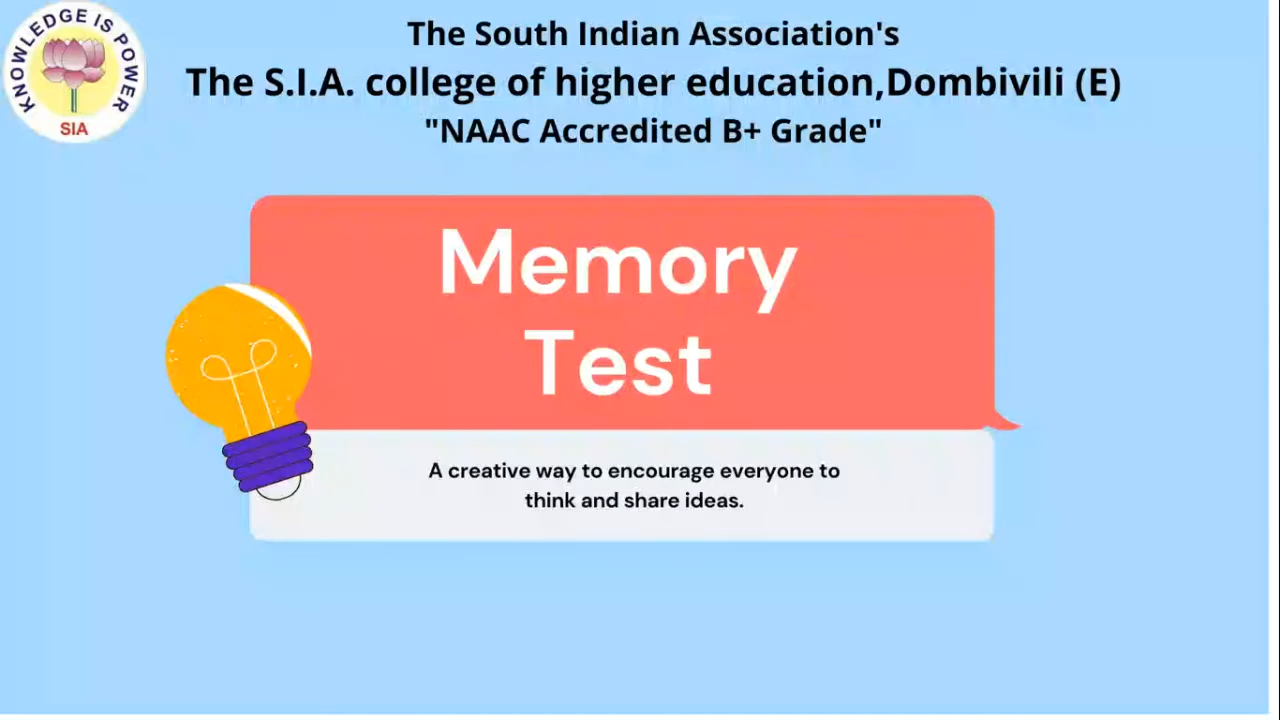 KNOWLEDGE IS POWER
SIA
The South Indian Association's
The S.I.A. college of higher education,Dombivili (E)
"NAAC Accredited B+ Grade"
Memory
Test
A creative way to encourage everyone to
think and share ideas.